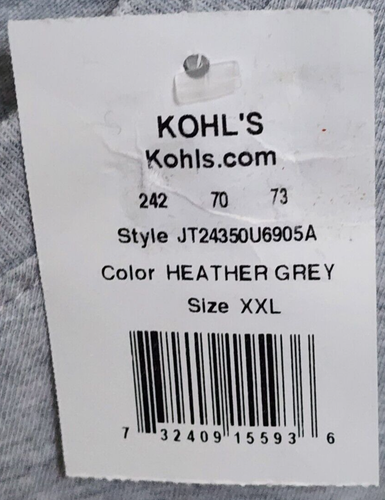 KOHL'S
Kohls.com
242 70 73
Style JT24350U6905A
Color HEATHER GREY
Size XXL
7 32409 15593 6